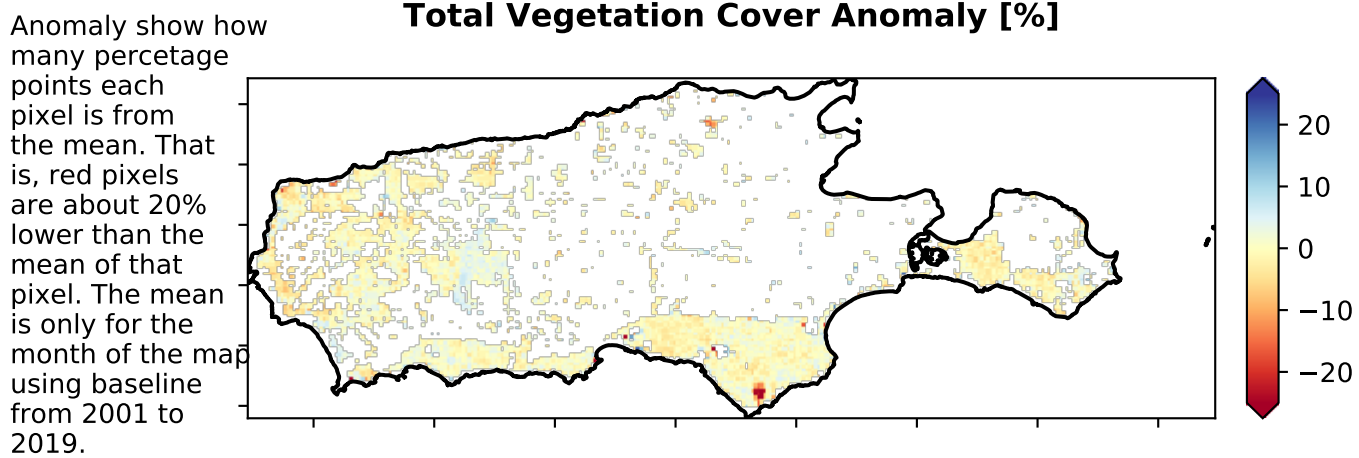 Total Vegetation Cover Anomaly [%]
Anomaly show how
many percetage
points each
pixel is from
the mean. That
is, red pixels
are about 20%
lower than the
mean of that
pixel. The mean
is only for the
month of the map
using baseline
from 2001 to
2019.
20
10
0
−10
−20